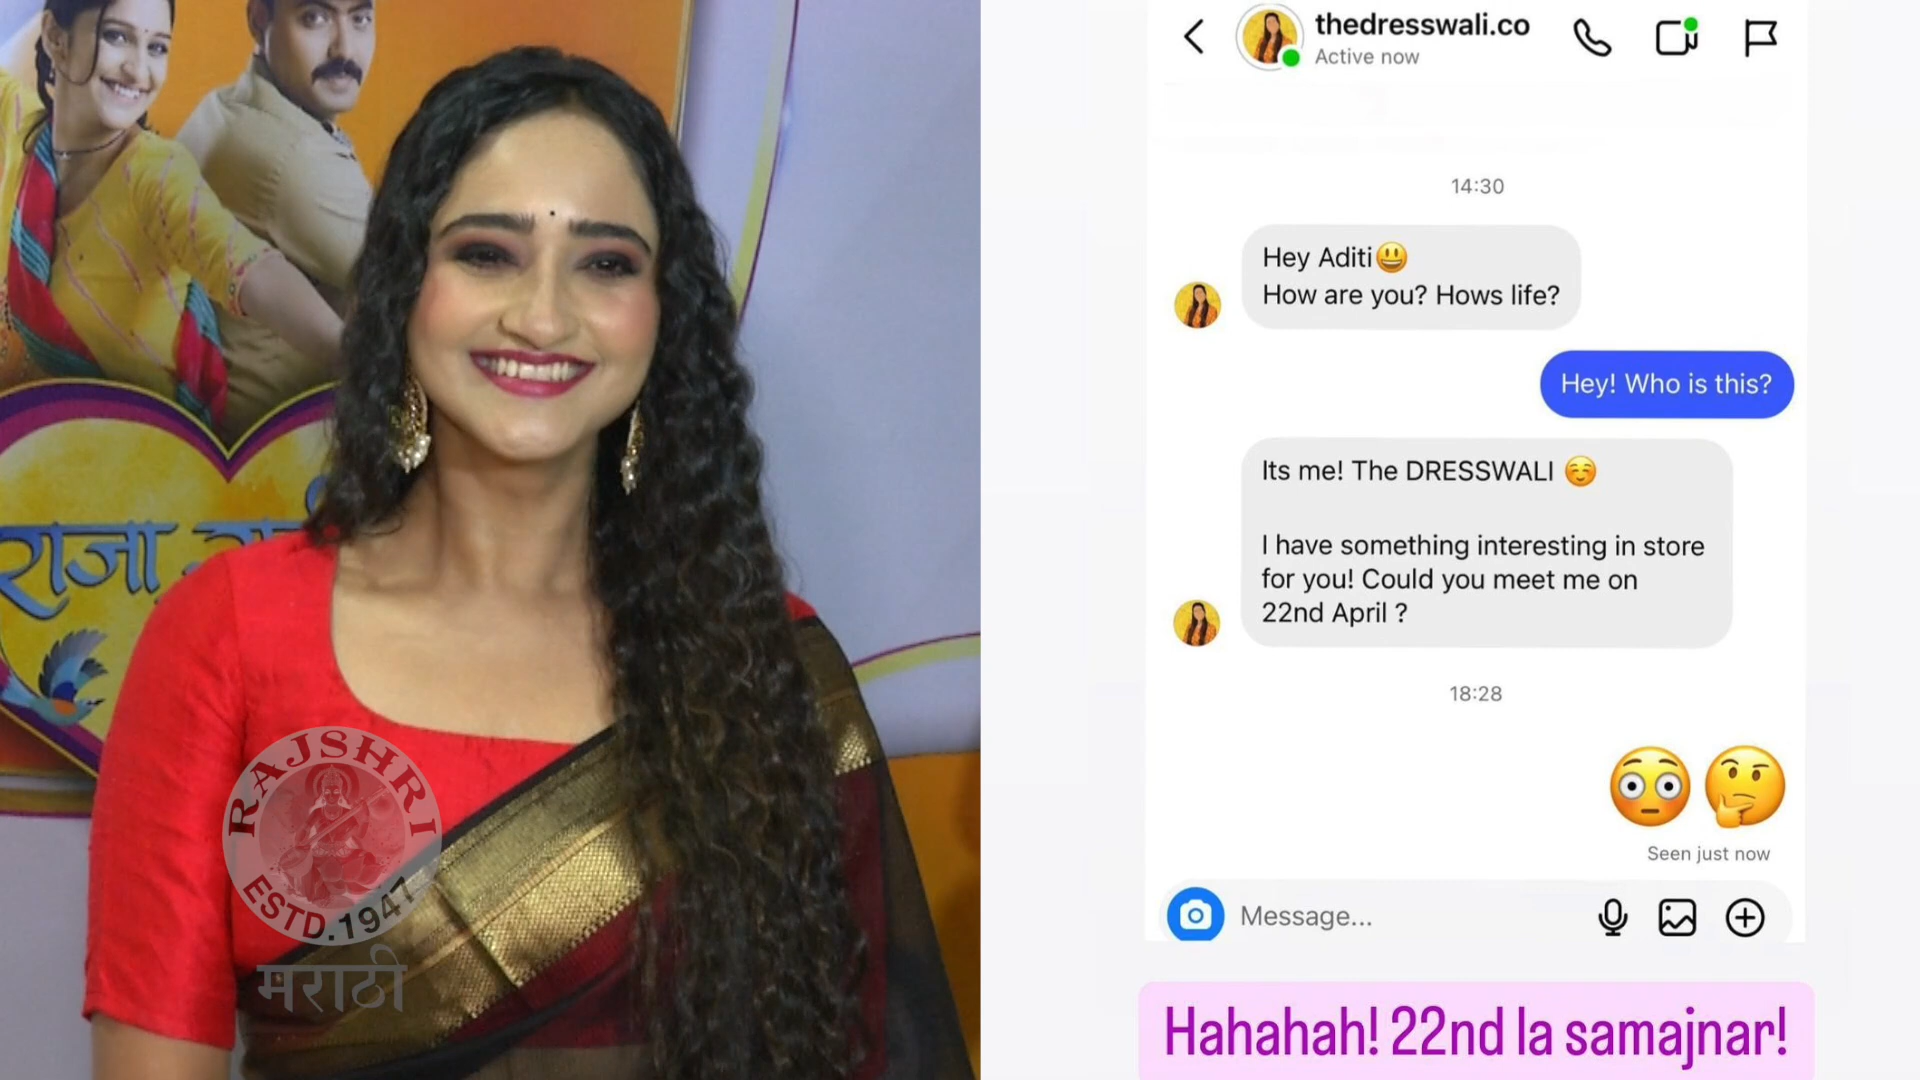 राजा
RAJSHRI
ESTD.1947
मराठी
thedresswali.co
Active now
14:30
Hey Aditi😃
How are you? Hows life?
Hey! Who is this?
Its me! The DRESSWALI ☺️
I have something interesting in store
for you! Could you meet me on
22nd April ?
18:28
😳🤔
Seen just now
Message...
Hahahah! 22nd la samajnar!